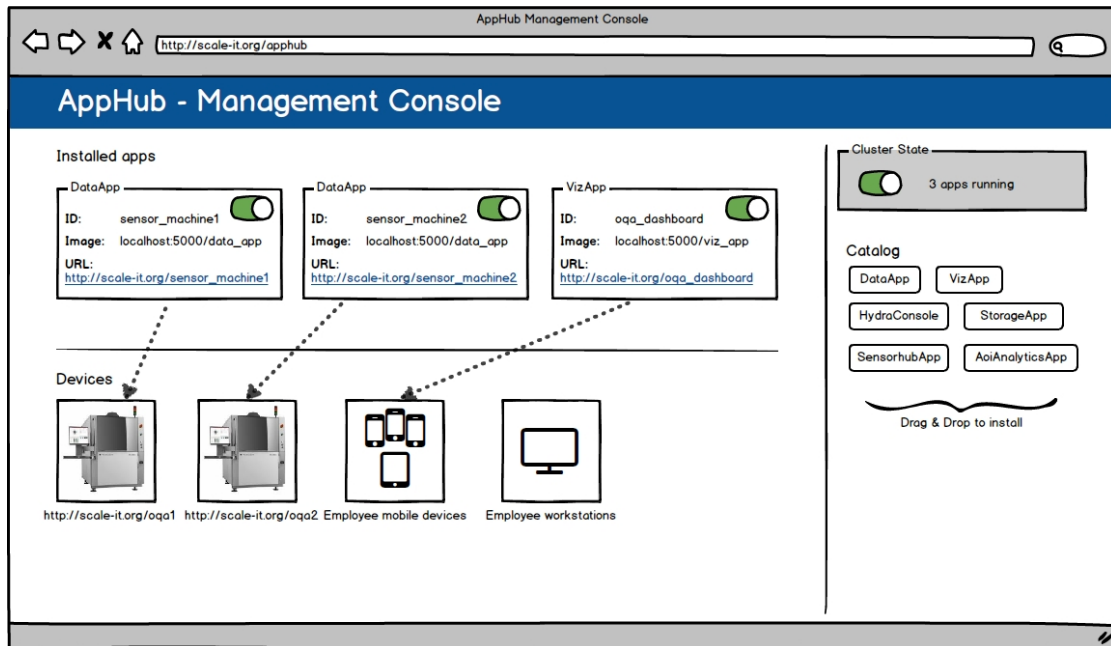 AppHub Management Console
http://scale-it.org/apphub
AppHub - Management Console
Installed apps
DataApp
ID: sensor_machine1
Image: localhost:5000/data_app
URL:
http://scale-it.org/sensor_machine1
DataApp
ID: sensor_machine2
Image: localhost:5000/data_app
URL:
http://scale-it.org/sensor_machine2
VizApp
ID: oqa_dashboard
Image: localhost:5000/viz_app
URL:
http://scale-it.org/oqa_dashboard
Devices
http://scale-it.org/oqa1
http://scale-it.org/oqa2
Employee mobile devices
Employee workstations
Cluster State
3 apps running
Catalog
DataApp
VizApp
HydraConsole
StorageApp
SensorhubApp
AoiAnalyticsApp
Drag & Drop to install